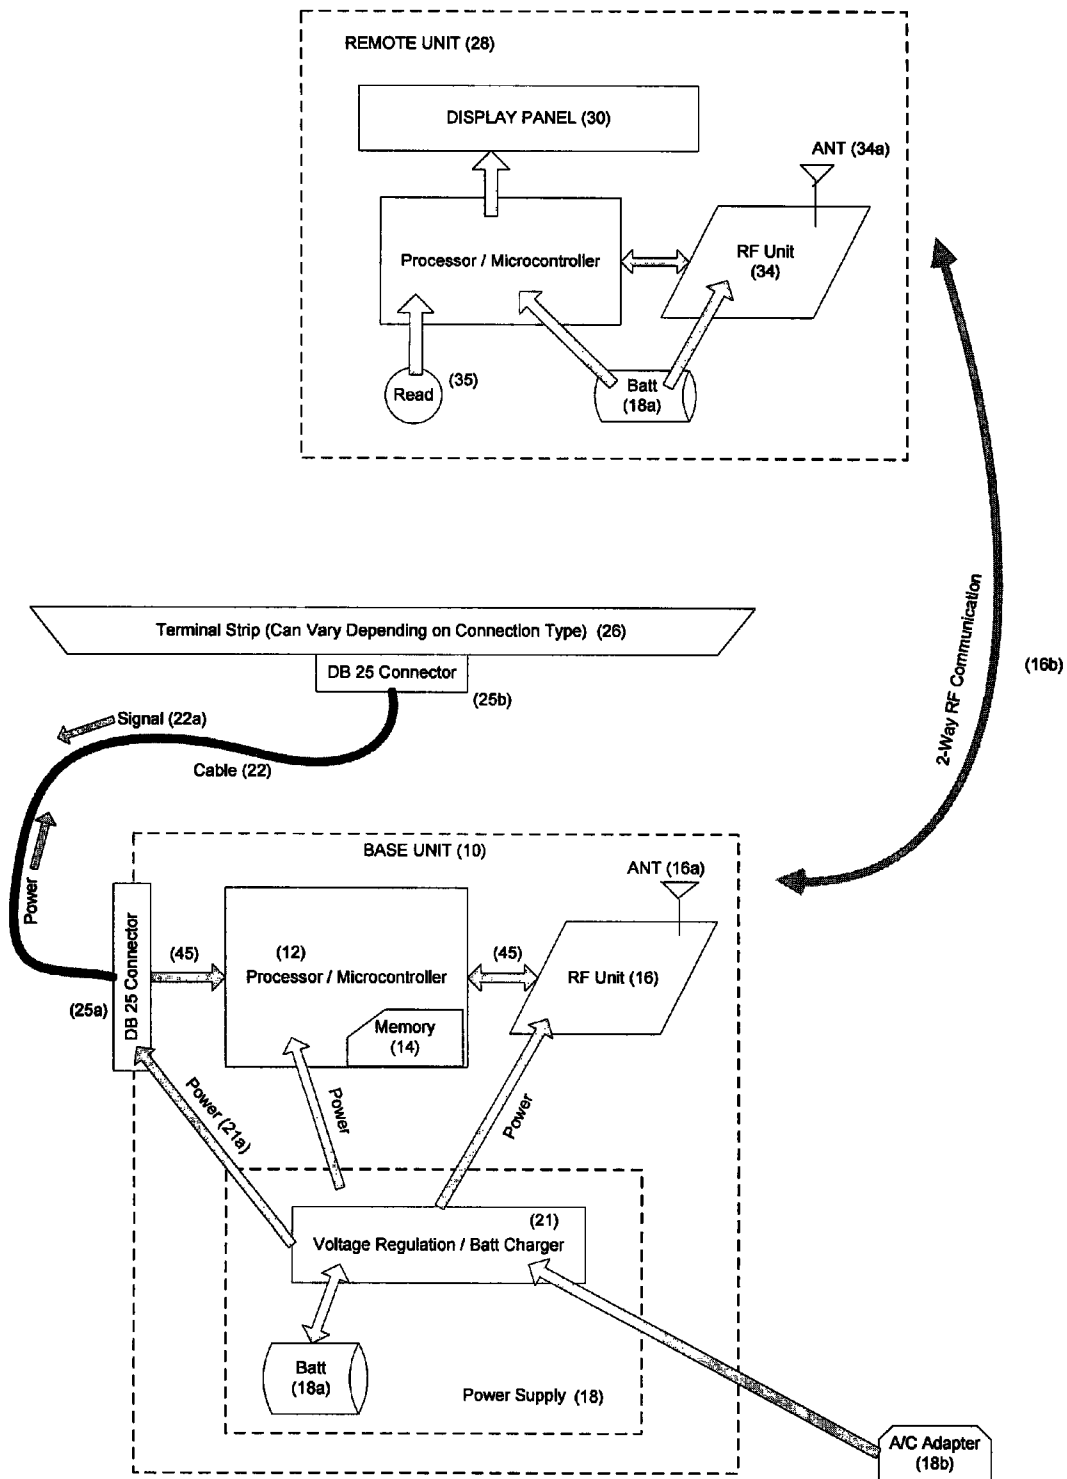 REMOTE UNIT (28)
DISPLAY PANEL (30)
ANT (34a)
Processor / Microcontroller
RF Unit
(34)
Read
(35)
Batt
(18a)
2-Way RF Communication
(16b)
Terminal Strip (Can Vary Depending on Connection Type) (26)
DB 25 Connector
(25b)
Signal (22a)
Cable (22)
Power
BASE UNIT (10)
ANT (16a)
DB 25 Connector
(25a)
(45)
(12)
Processor / Microcontroller
Memory
(14)
(45)
RF Unit (16)
Power (21a)
Power
Power
(21)
Voltage Regulation / Batt Charger
Batt
(18a)
Power Supply (18)
A/C Adapter
(18b)